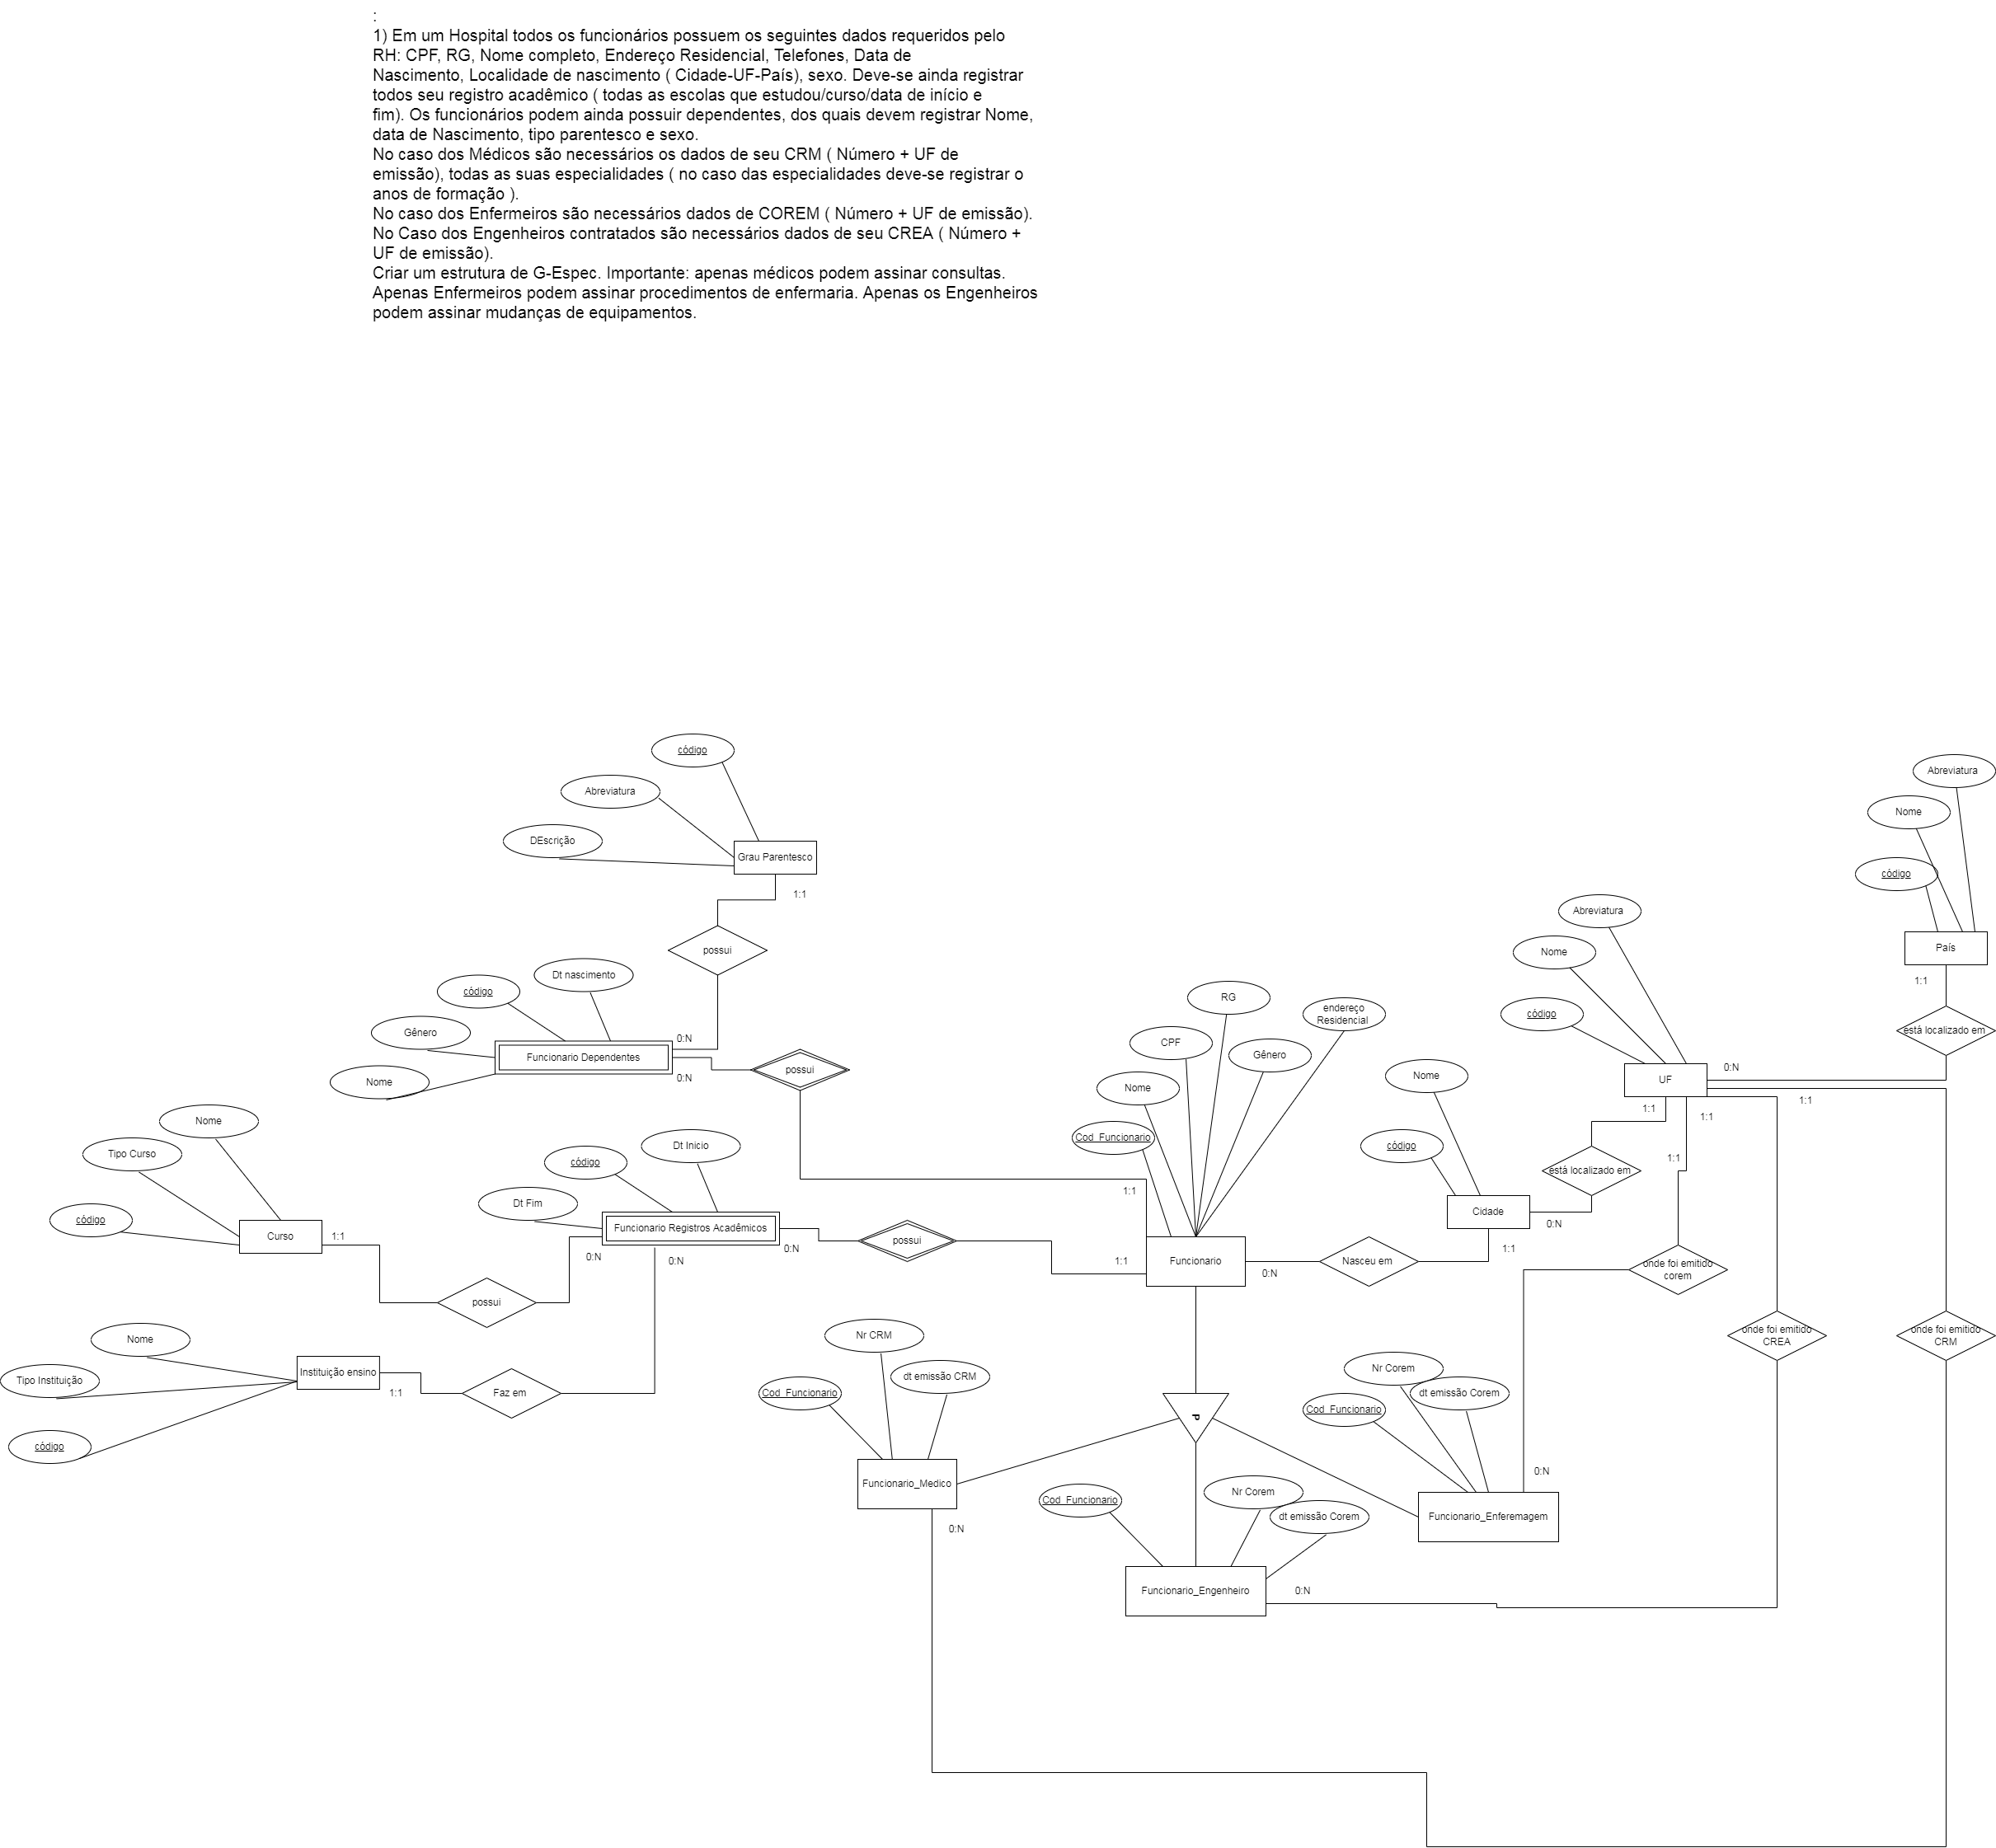 :
1) Em um Hospital todos os funcionários possuem os seguintes dados requeridos pelo
RH: CPF, RG, Nome completo, Endereço Residencial, Telefones, Data de
Nascimento, Localidade de nascimento ( Cidade-UF-País), sexo. Deve-se ainda registrar
todos seu registro acadêmico ( todas as escolas que estudou/curso/data de início e
fim). Os funcionários podem ainda possuir dependentes, dos quais devem registrar Nome,
data de Nascimento, tipo parentesco e sexo.
No caso dos Médicos são necessários os dados de seu CRM ( Número + UF de
emissão), todas as suas especialidades ( no caso das especialidades deve-se registrar o
anos de formação ).
No caso dos Enfermeiros são necessários dados de COREM ( Número + UF de emissão).
No Caso dos Engenheiros contratados são necessários dados de seu CREA ( Número +
UF de emissão).
Criar um estrutura de G-Espec. Importante: apenas médicos podem assinar consultas.
Apenas Enfermeiros podem assinar procedimentos de enfermaria. Apenas os Engenheiros
podem assinar mudanças de equipamentos.
código
Abreviatura
DEscrição
Grau Parentesco
1:1
possui
Dt nascimento
código
Gênero
Nome
Funcionario Dependentes
0:N
0:N
possui
Nome
Tipo Curso
código
Curso
1:1
possui
Dt Inicio
código
Dt Fim
Funcionario Registros Acadêmicos
0:N
0:N
0:N
possui
1:1
1:1
Nome
Tipo Instituição
código
Instituição ensino
1:1
Faz em
RG
endereço
Residencial
CPF
Gênero
Nome
Cod_Funcionario
Funcionario
0:N
Nasceu em
Nome
código
Cidade
1:1
0:N
está localizado em
Abreviatura
Nome
código
UF
0:N
1:1
1:1
1:1
1:1
Abreviatura
Nome
código
País
1:1
está localizado em
onde foi emitido
corem
onde foi emitido
CREA
onde foi emitido
CRM
P
Nr CRM
dt emissão CRM
Cod_Funcionario
Funcionario_Medico
0:N
Nr Corem
dt emissão Corem
Cod_Funcionario
Funcionario_Enferemagem
0:N
Cod_Funcionario
Nr Corem
dt emissão Corem
Funcionario_Engenheiro
0:N